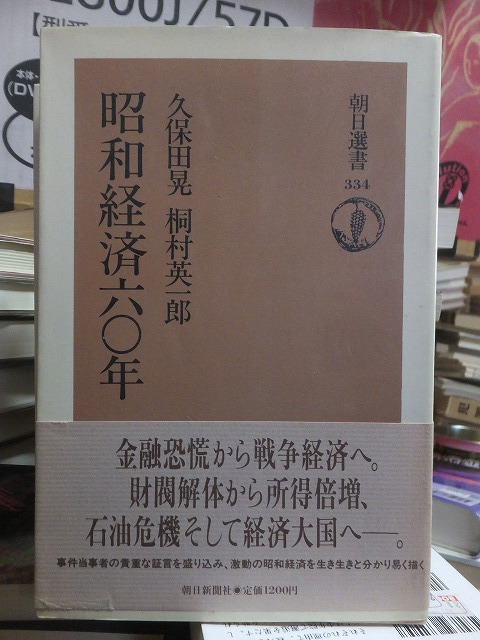 昭和経済六〇年
久保田晃 桐村英一郎
朝日選書
334
金融恐慌から戦争経済へ。
財閥解体から所得倍増、
石油危機そして経済大国へ──。
事件当事者の貴重な証言を盛り込み、激動の昭和経済を生き生きと分かり易く描く
朝日新聞社●定価1200円